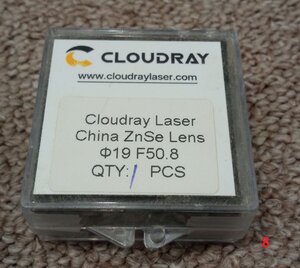 CLOUDRAY
www.cloudraylaser.com
Cloudray Laser
China ZnSe Lens
Φ19 F50.8
QTY: 1 PCS